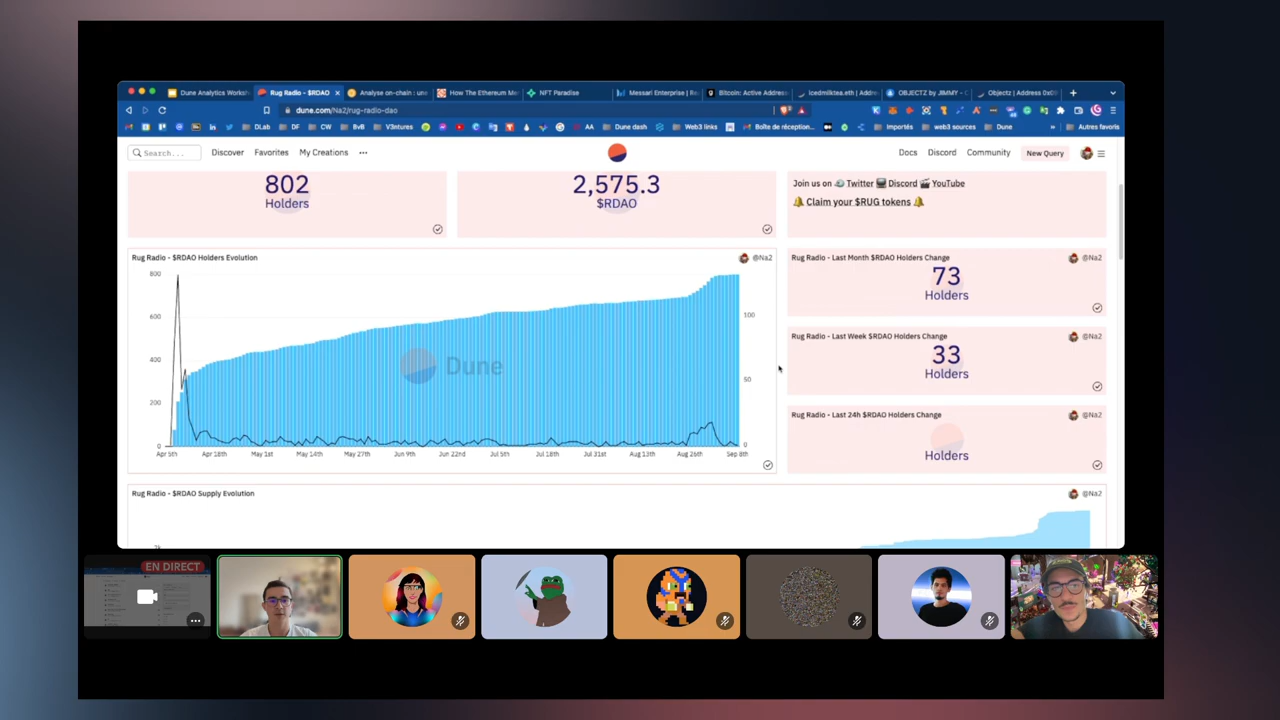 Dune Analytics Worksh
Rug Radio - $RDAO
Analyse on-chain : une
How The Ethereum Me
NFT Paradise
Messari Enterprise | Re
Bitcoin: Active Address
icedmilktea.eth | Addre
OBJECTZ by JIMMY - C
Objectz | Address 0x0
dune.com/Na2/rug-radio-dao
DLab
DF
CW
BvB
V3entures
AA
Dune dash
Web3 links
Boîte de réception...
Importés
web3 sources
Dune
Autres favoris
Search...
Discover
Favorites
My Creations
Docs
Discord
Community
New Query
802
Holders
2,575.3
$RDAO
Join us on Twitter Discord YouTube
Claim your $RUG tokens
Rug Radio - $RDAO Holders Evolution
@Na2
800
600
400
200
0
100
50
0
Dune
Apr 5th
Apr 18th
May 1st
May 14th
May 27th
Jun 9th
Jun 22nd
Jul 5th
Jul 18th
Jul 31st
Aug 13th
Aug 26th
Sep 8th
Rug Radio - Last Month $RDAO Holders Change
@Na2
73
Holders
Rug Radio - Last Week $RDAO Holders Change
@Na2
33
Holders
Rug Radio - Last 24h $RDAO Holders Change
@Na2
Holders
Rug Radio - $RDAO Supply Evolution
@Na2
7k
EN DIRECT